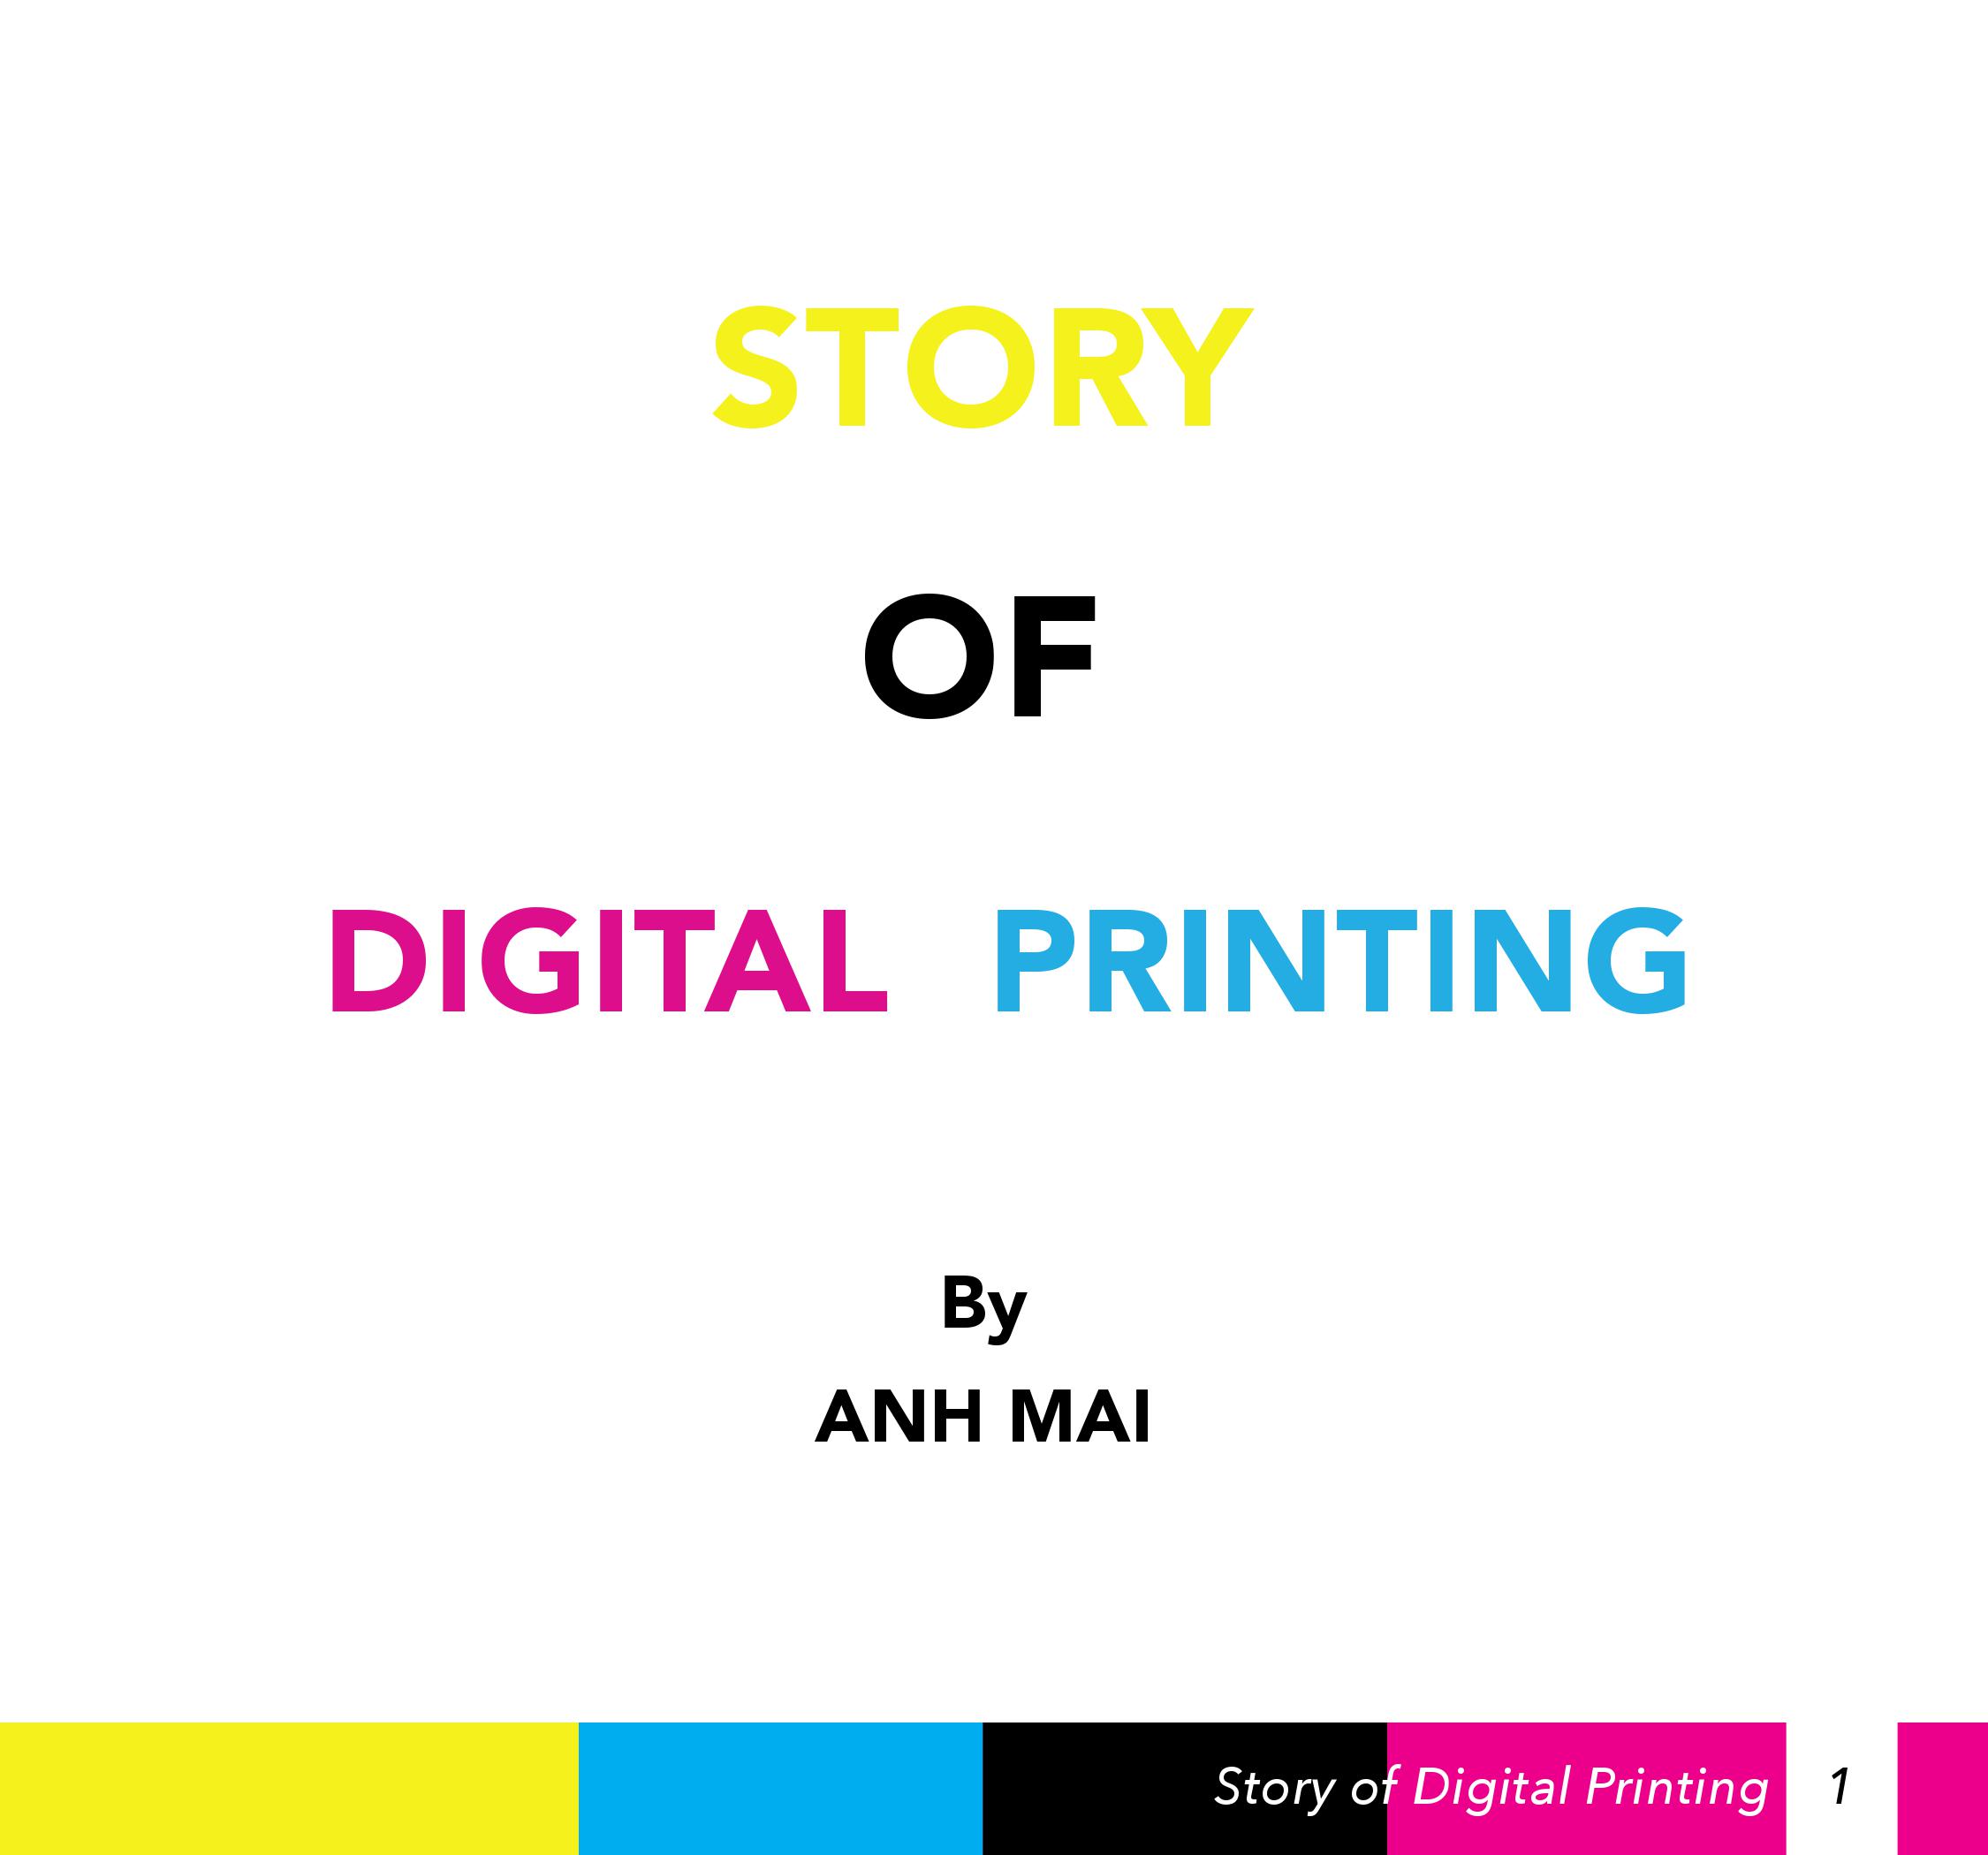 STORY
OF
DIGITAL PRINTING
By
ANH MAI
Story of Digital Printing 1